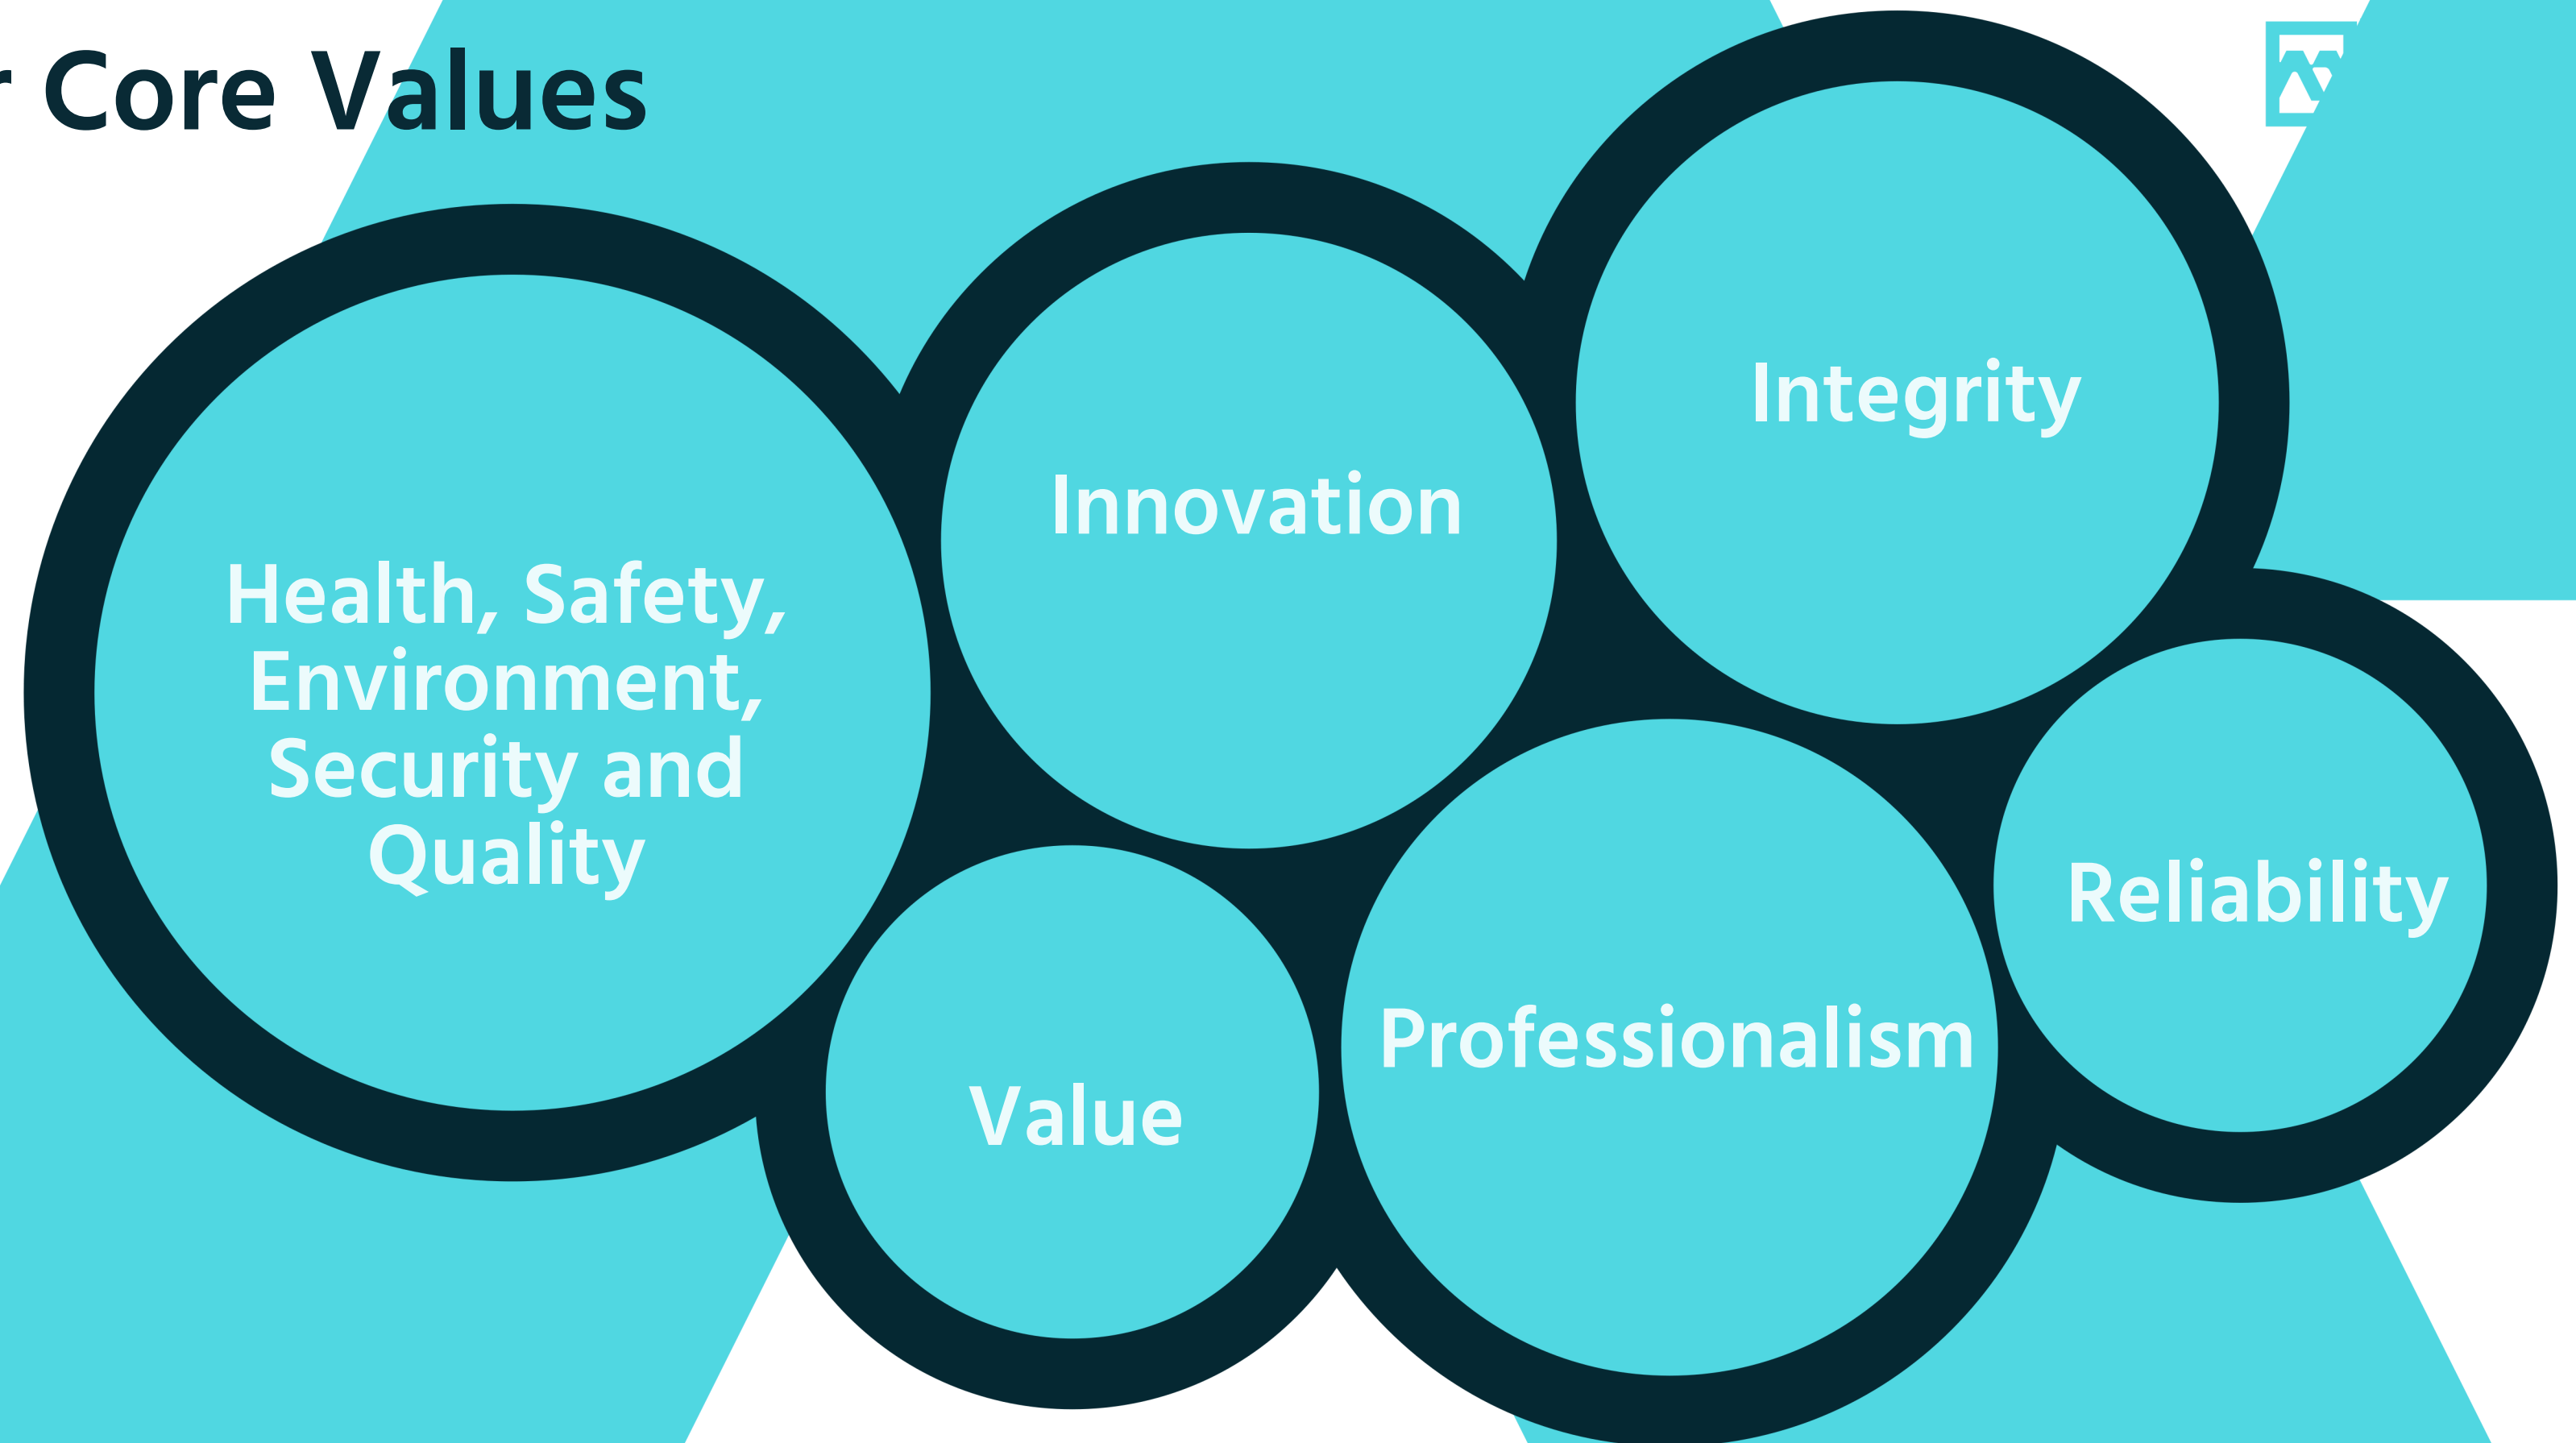 r Core Values
Integrity
Innovation
Health, Safety,
Environment,
Security and
Quality
Reliability
Professionalism
Value